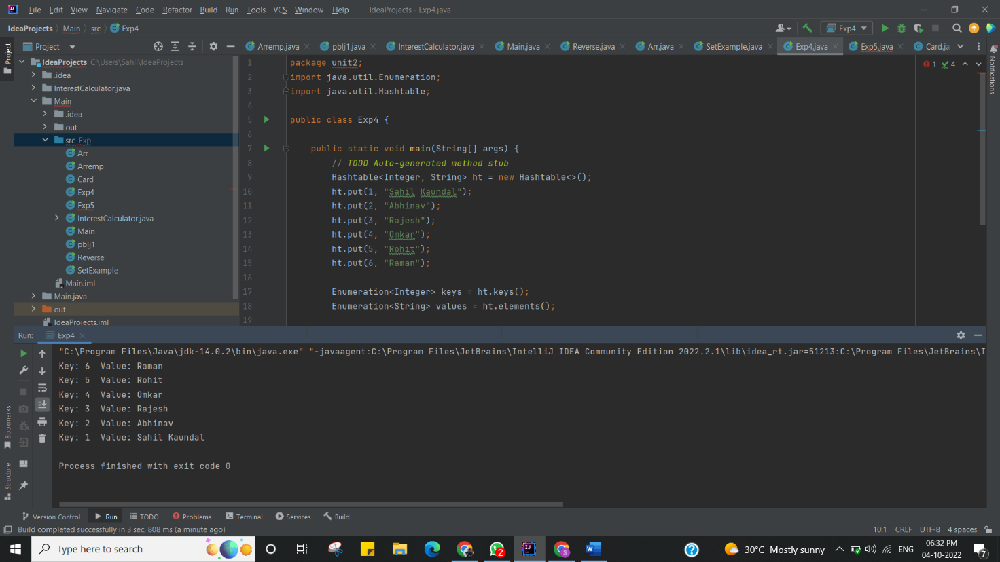 File Edit View Navigate Code Refactor Build Run Tools VCS Window Help IdeaProjects - Exp4.java
IdeaProjects Main src Exp4
Exp4
Project
Arremp.java pblj1.java InterestCalculator.java Main.java Reverse.java Arr.java SetExample.java Exp4.java Exp5.java Card.ja
Project
Notifications
IdeaProjects C:\Users\Sahil\IdeaProjects
.idea
InterestCalculator.java
Main
.idea
out
src Exp
Arr
Arremp
Card
Exp4
Exp5
InterestCalculator.java
Main
pblj1
Reverse
SetExample
Main.iml
Main.java
out
IdeaProjects.iml
1 4
1 package unit2;
2 import java.util.Enumeration;
3 import java.util.Hashtable;
4
5 public class Exp4 {
6
7 public static void main(String[] args) {
8 // TODO Auto-generated method stub
9 Hashtable<Integer, String> ht = new Hashtable<>();
10 ht.put(1, "Sahil Kaundal");
11 ht.put(2, "Abhinav");
12 ht.put(3, "Rajesh");
13 ht.put(4, "Omkar");
14 ht.put(5, "Rohit");
15 ht.put(6, "Raman");
16
17 Enumeration<Integer> keys = ht.keys();
18 Enumeration<String> values = ht.elements();
19
Run: Exp4
"C:\Program Files\Java\jdk-14.0.2\bin\java.exe" "-javaagent:C:\Program Files\JetBrains\IntelliJ IDEA Community Edition 2022.2.1\lib\idea_rt.jar=51213:C:\Program Files\JetBrains\I
Key: 6 Value: Raman
Key: 5 Value: Rohit
Key: 4 Value: Omkar
Key: 3 Value: Rajesh
Key: 2 Value: Abhinav
Key: 1 Value: Sahil Kaundal
Process finished with exit code 0
Bookmarks
Structure
Version Control Run TODO Problems Terminal Services Build
Build completed successfully in 3 sec, 808 ms (a minute ago) 10:1 CRLF UTF-8 4 spaces
Type here to search
2
30°C Mostly sunny ENG
06:32 PM
04-10-2022
7